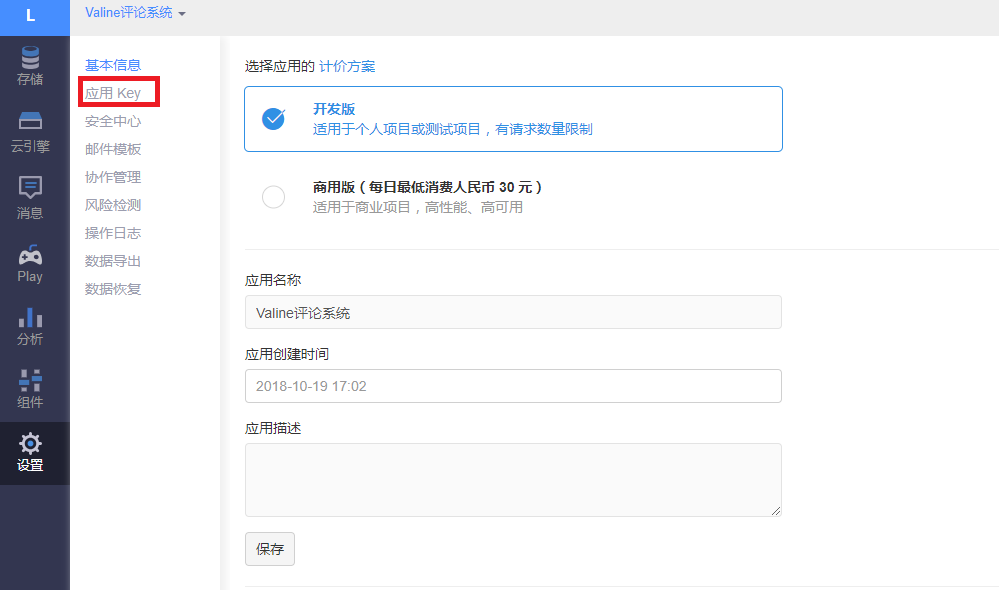 L
Valine评论系统
存储
云引擎
消息
Play
分析
组件
设置
基本信息
应用 Key
安全中心
邮件模板
协作管理
风险检测
操作日志
数据导出
数据恢复
选择应用的 计价方案
开发版
适用于个人项目或测试项目，有请求数量限制
商用版（每日最低消费人民币 30 元）
适用于商业项目，高性能、高可用
应用名称
Valine评论系统
应用创建时间
2018-10-19 17:02
应用描述
保存